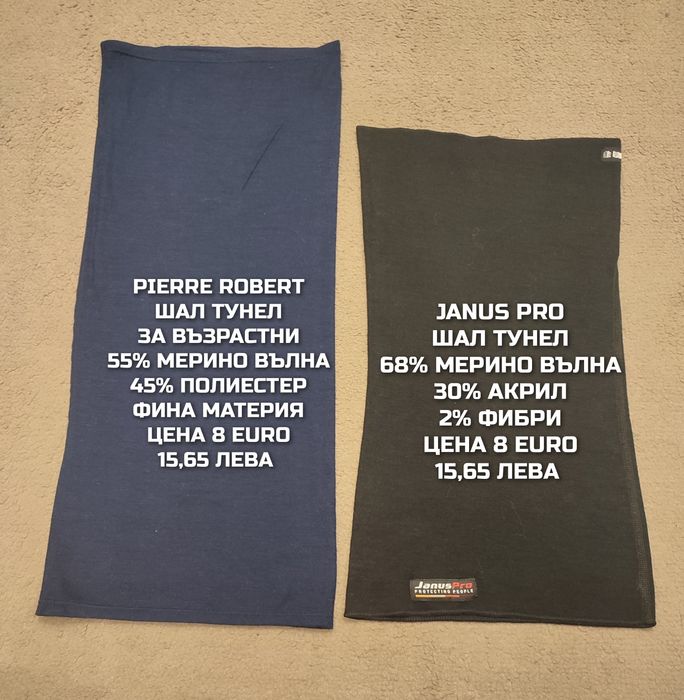 PIERRE ROBERT
ШАЛ ТУНЕЛ
ЗА ВЪЗРАСТНИ
55% МЕРИНО ВЪЛНА
45% ПОЛИЕСТЕР
ФИНА МАТЕРИЯ
ЦЕНА 8 EURO
15,65 ЛЕВА
JANUS PRO
ШАЛ ТУНЕЛ
68% МЕРИНО ВЪЛНА
30% АКРИЛ
2% ФИБРИ
ЦЕНА 8 EURO
15,65 ЛЕВА
JanusPro
PROTECTING PEOPLE